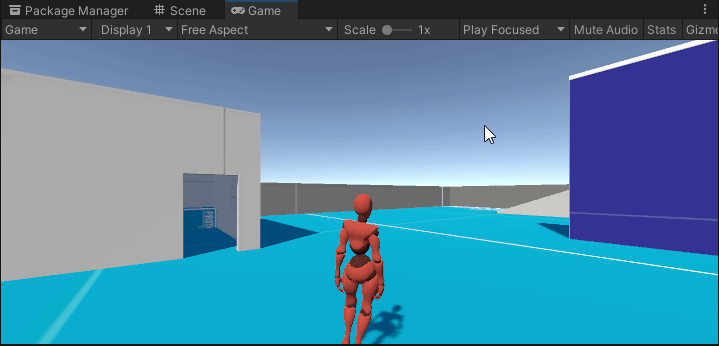 Package Manager Scene Game
Game Display 1 Free Aspect Scale 1x Play Focused Mute Audio Stats Gizmo